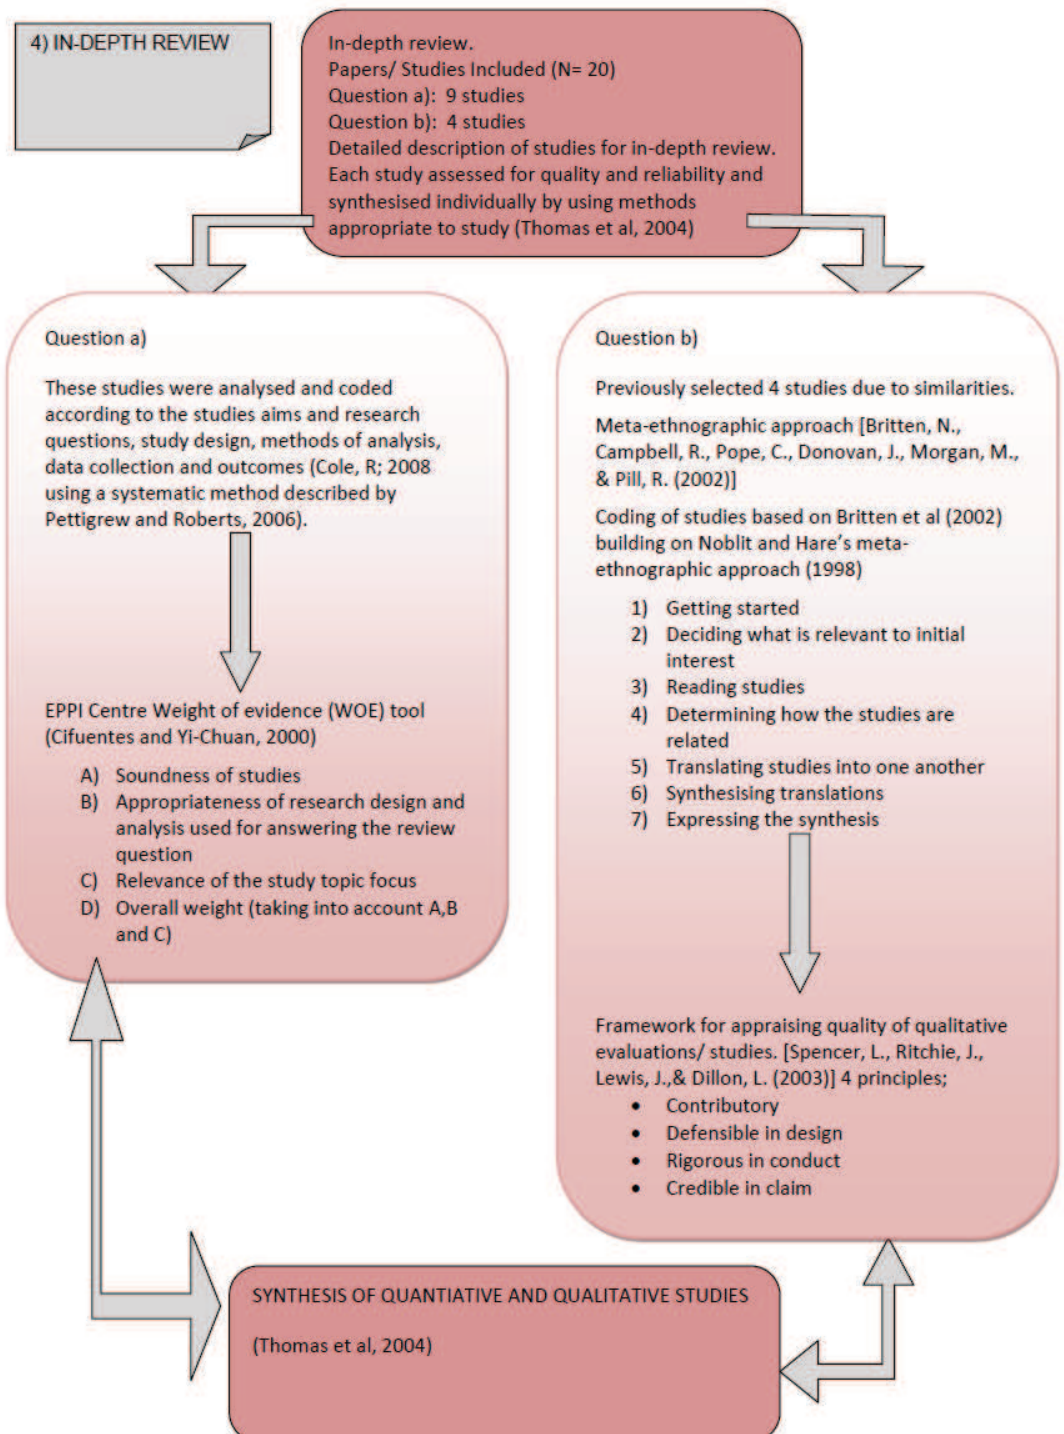 4) IN-DEPTH REVIEW
In-depth review.
Papers/ Studies Included (N= 20)
Question a):  9 studies
Question b):  4 studies
Detailed description of studies for in-depth review.
Each study assessed for quality and reliability and
synthesised individually by using methods
appropriate to study (Thomas et al, 2004)
Question a)
These studies were analysed and coded
according to the studies aims and research
questions, study design, methods of analysis,
data collection and outcomes (Cole, R; 2008
using a systematic method described by
Pettigrew and Roberts, 2006).
EPPI Centre Weight of evidence (WOE) tool
(Cifuentes and Yi-Chuan, 2000)
A) Soundness of studies
B) Appropriateness of research design and
analysis used for answering the review
question
C) Relevance of the study topic focus
D) Overall weight (taking into account A,B
and C)
Question b)
Previously selected 4 studies due to similarities.
Meta-ethnographic approach [Britten, N.,
Campbell, R., Pope, C., Donovan, J., Morgan, M.,
& Pill, R. (2002)]
Coding of studies based on Britten et al (2002)
building on Noblit and Hare’s meta-
ethnographic approach (1998)
1) Getting started
2) Deciding what is relevant to initial
interest
3) Reading studies
4) Determining how the studies are
related
5) Translating studies into one another
6) Synthesising translations
7) Expressing the synthesis
Framework for appraising quality of qualitative
evaluations/ studies. [Spencer, L., Ritchie, J.,
Lewis, J.,& Dillon, L. (2003)] 4 principles;
• Contributory
• Defensible in design
• Rigorous in conduct
• Credible in claim
SYNTHESIS OF QUANTIATIVE AND QUALITATIVE STUDIES
(Thomas et al, 2004)